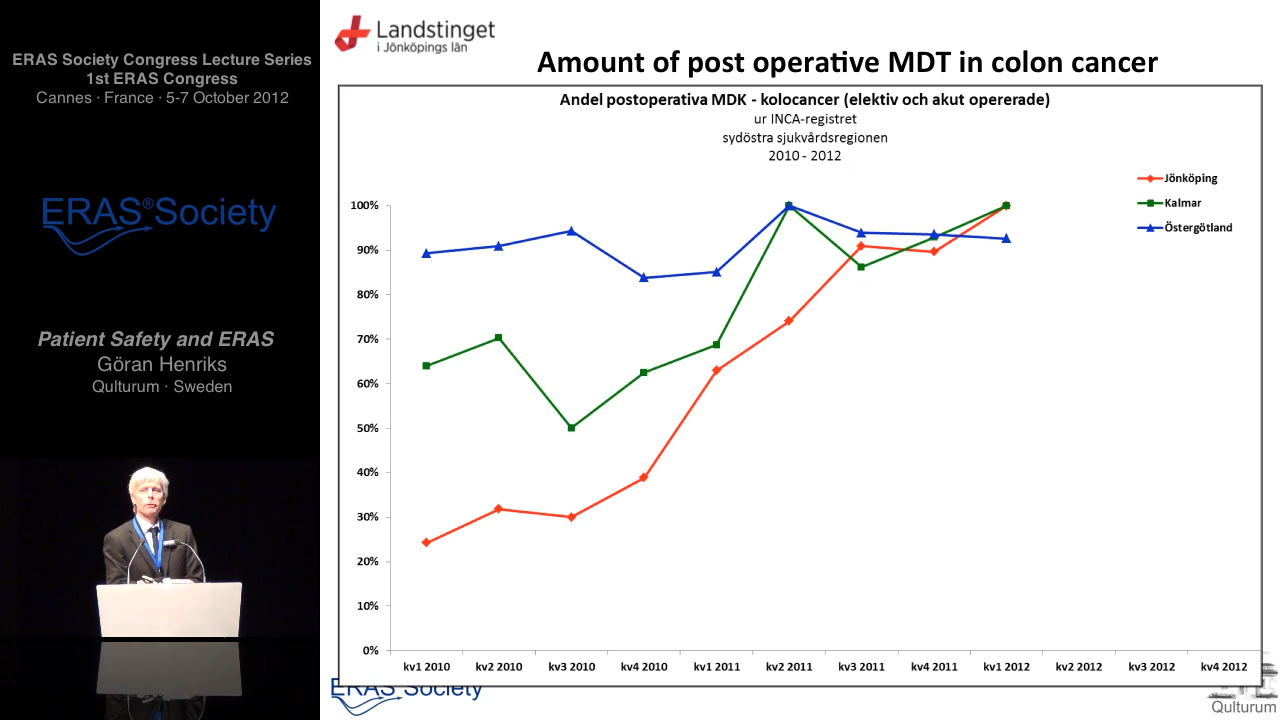 ERAS Society Congress Lecture Series
1st ERAS Congress
Cannes · France · 5-7 October 2012
ERAS®Society
Patient Safety and ERAS
Göran Henriks
Qulturum · Sweden
Landstinget
i Jönköpings län
Amount of post operative MDT in colon cancer
Andel postoperativa MDK - kolocancer (elektiv och akut opererade)
ur INCA-registret
sydöstra sjukvårdsregionen
2010 - 2012
Jönköping
Kalmar
Östergötland
100%
90%
80%
70%
60%
50%
40%
30%
20%
10%
0%
kv1 2010 kv2 2010 kv3 2010 kv4 2010 kv1 2011 kv2 2011 kv3 2011 kv4 2011 kv1 2012 kv2 2012 kv3 2012 kv4 2012
ERAS Society
Qulturum